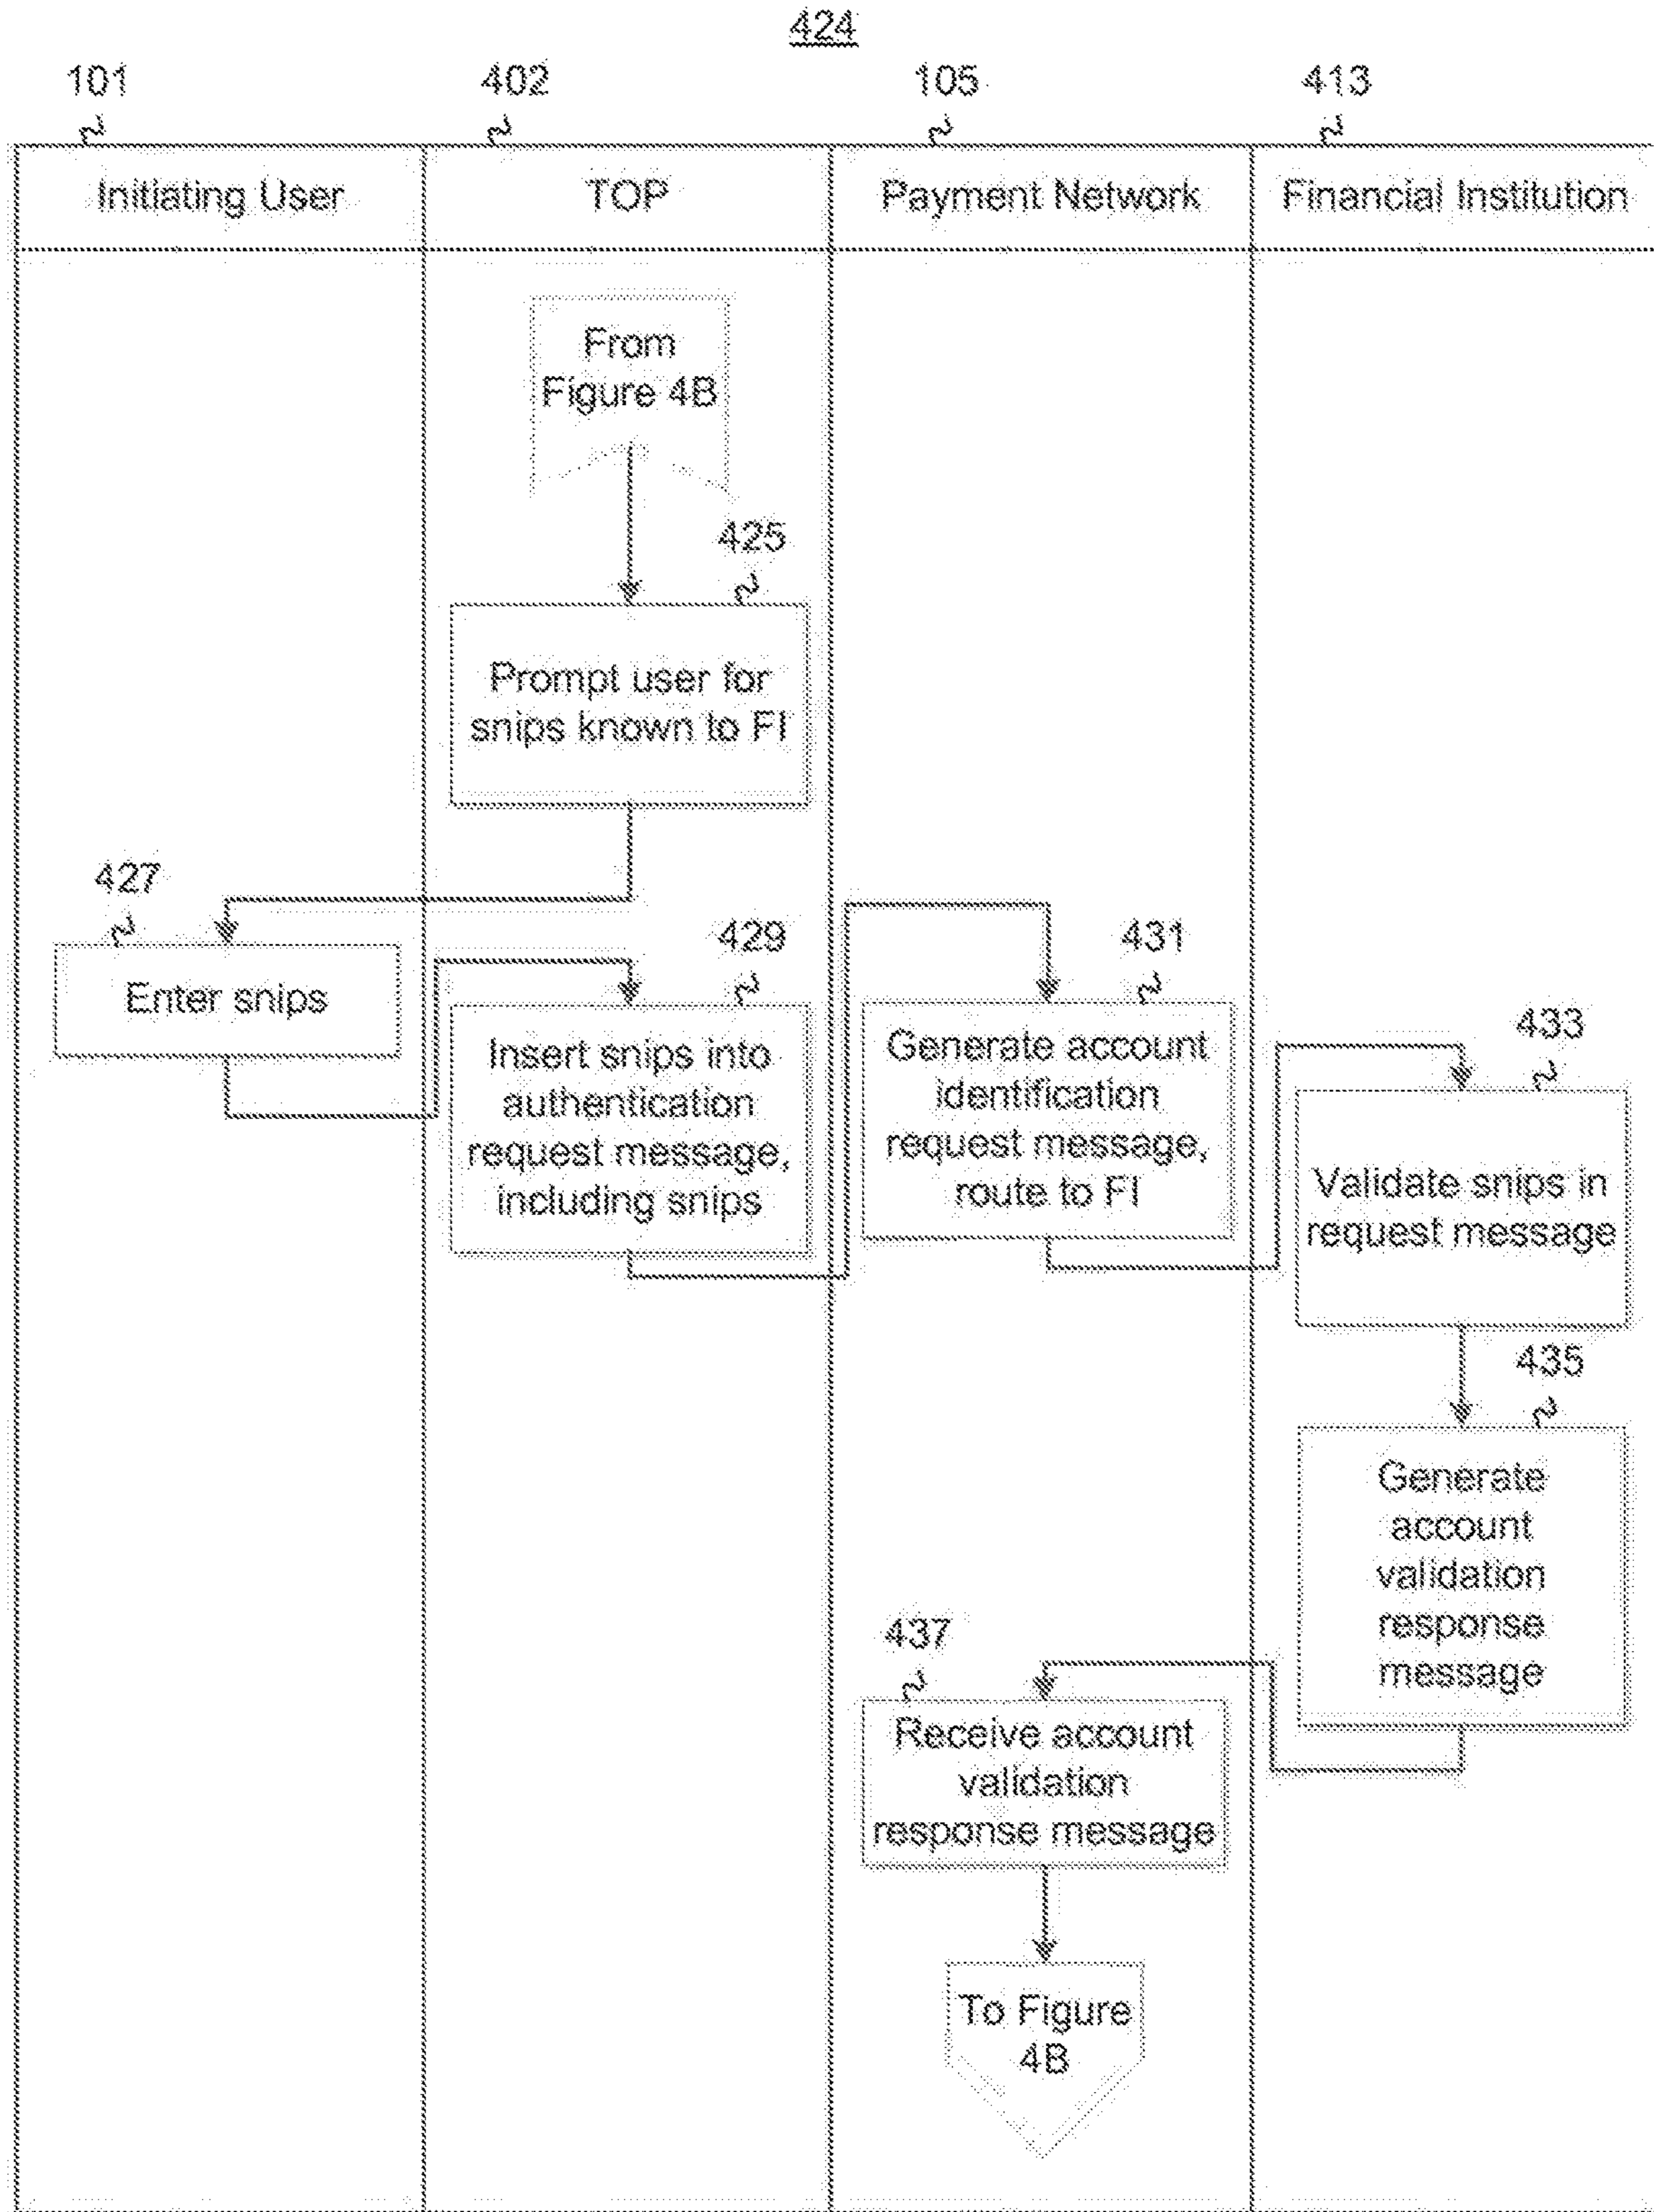 424
101
402
105
413
Initiating User
TOP
Payment Network
Financial Institution
From
Figure 4B
425
Prompt user for
snips known to FI
427
Enter snips
429
Insert snips into
authentication
request message,
including snips
431
Generate account
identification
request message,
route to FI
433
Validate snips in
request message
435
Generate
account
validation
response
message
437
Receive account
validation
response message
To Figure
4B